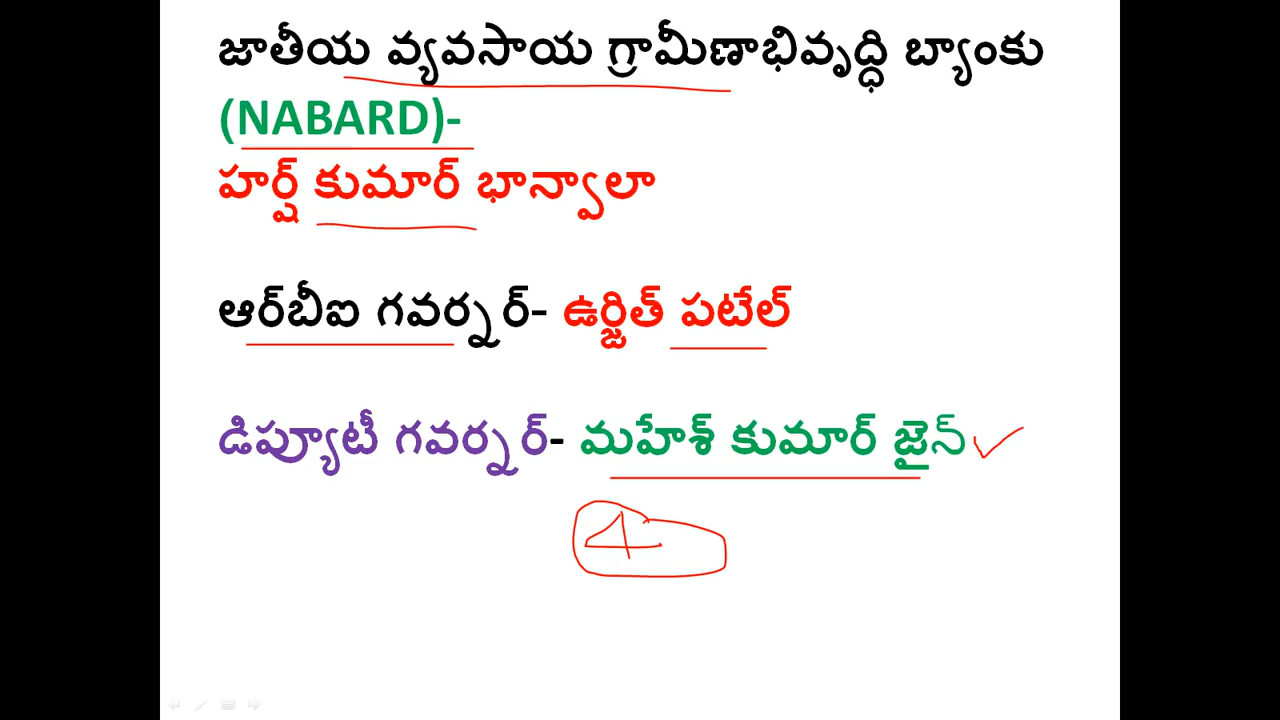 జాతీయ వ్యవసాయ గ్రామీణాభివృద్ధి బ్యాంకు
(NABARD)-
హర్ష్ కుమార్ భాన్వాలా
ఆర్‌బీఐ గవర్నర్- ఉర్జిత్ పటేల్
డిప్యూటీ గవర్నర్- మహేశ్ కుమార్ జైన్
4